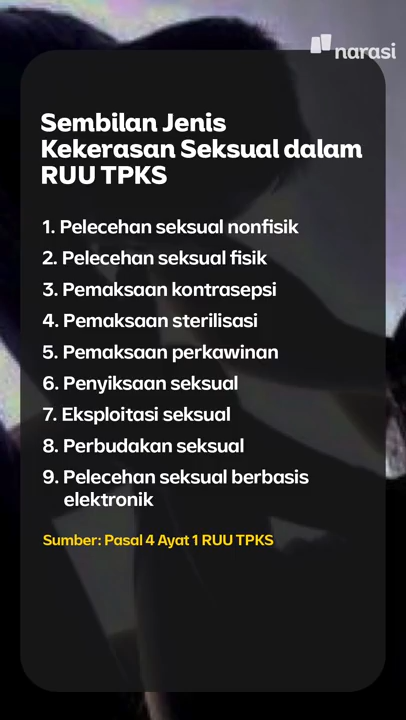 narasi
Sembilan Jenis
Kekerasan Seksual dalam
RUU TPKS
1. Pelecehan seksual nonfisik
2. Pelecehan seksual fisik
3. Pemaksaan kontrasepsi
4. Pemaksaan sterilisasi
5. Pemaksaan perkawinan
6. Penyiksaan seksual
7. Eksploitasi seksual
8. Perbudakan seksual
9. Pelecehan seksual berbasis
elektronik
Sumber: Pasal 4 Ayat 1 RUU TPKS